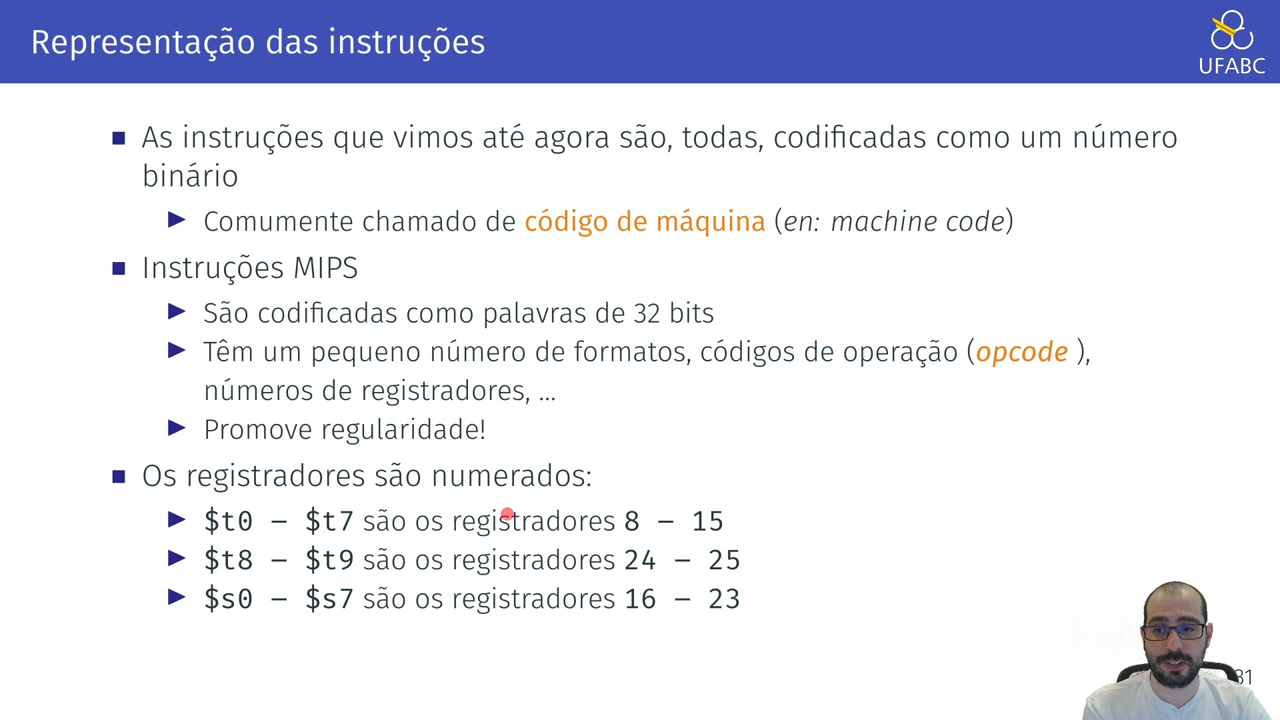 Representação das instruções
UFABC
■ As instruções que vimos até agora são, todas, codificadas como um número
binário
▶ Comumente chamado de código de máquina (en: machine code)
■ Instruções MIPS
▶ São codificadas como palavras de 32 bits
▶ Têm um pequeno número de formatos, códigos de operação (opcode ),
números de registradores, ...
▶ Promove regularidade!
■ Os registradores são numerados:
▶ $t0 – $t7 são os registradores 8 – 15
▶ $t8 – $t9 são os registradores 24 – 25
▶ $s0 – $s7 são os registradores 16 – 23